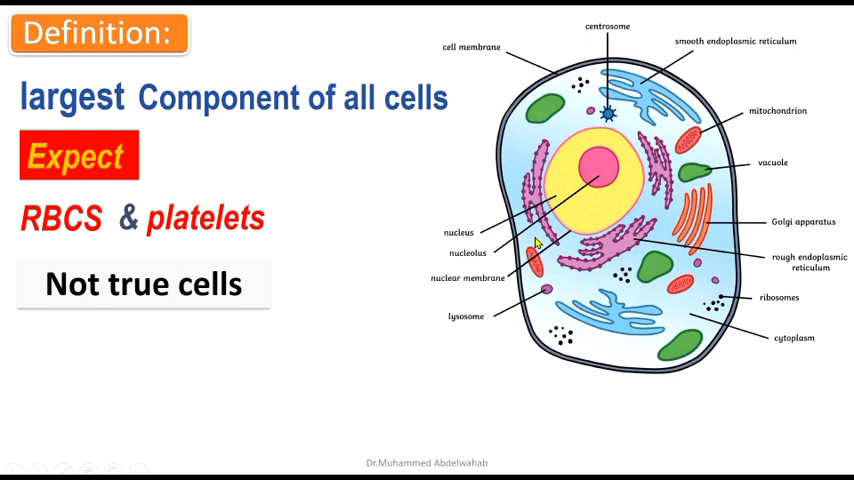 Definition:
largest Component of all cells
Expect
RBCS & platelets
Not true cells
centrosome
cell membrane
smooth endoplasmic reticulum
mitochondrion
vacuole
Golgi apparatus
nucleus
nucleolus
rough endoplasmic
reticulum
nuclear membrane
ribosomes
lysosome
cytoplasm
Dr.Muhammed Abdelwahab